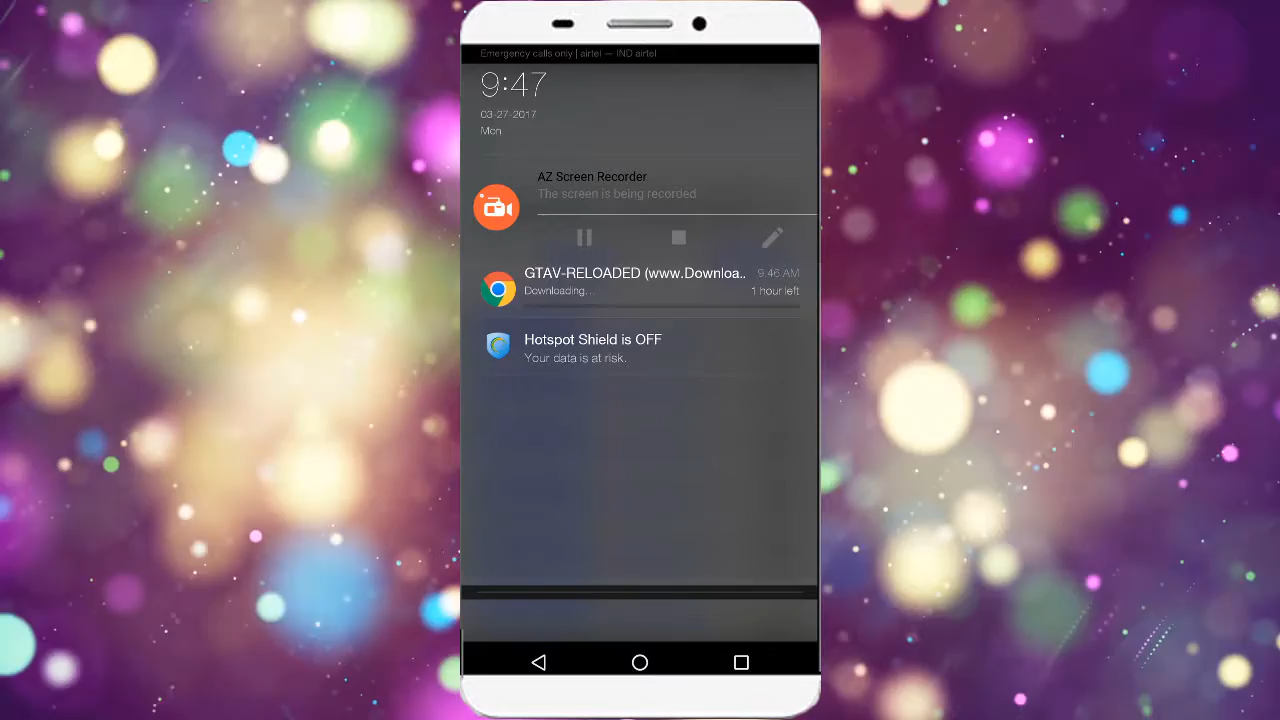 Emergency calls only | airtel — IND airtel
9:47
03-27-2017
Mon
AZ Screen Recorder
The screen is being recorded
GTAV-RELOADED (www.Downloa.. 9:46 AM
Downloading... 1 hour left
Hotspot Shield is OFF
Your data is at risk.